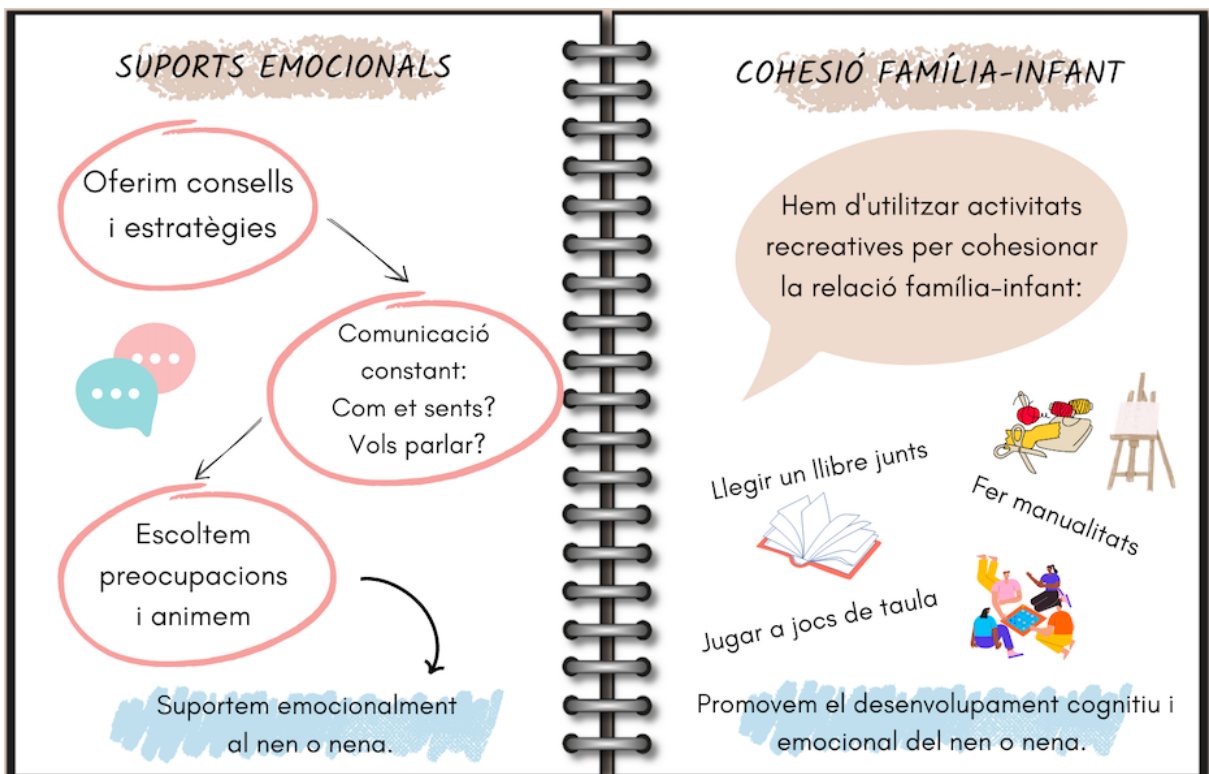 SUPORTS EMOCIONALS
Oferim consells
i estratègies
Comunicació
constant:
Com et sents?
Vols parlar?
Escoltem
preocupacions
i animem
Suportem emocionalment
al nen o nena.
COHESIÓ FAMÍLIA-INFANT
Hem d'utilitzar activitats
recreatives per cohesionar
la relació família-infant:
Llegir un llibre junts
Fer manualitats
Jugar a jocs de taula
Promovem el desenvolupament cognitiu i
emocional del nen o nena.